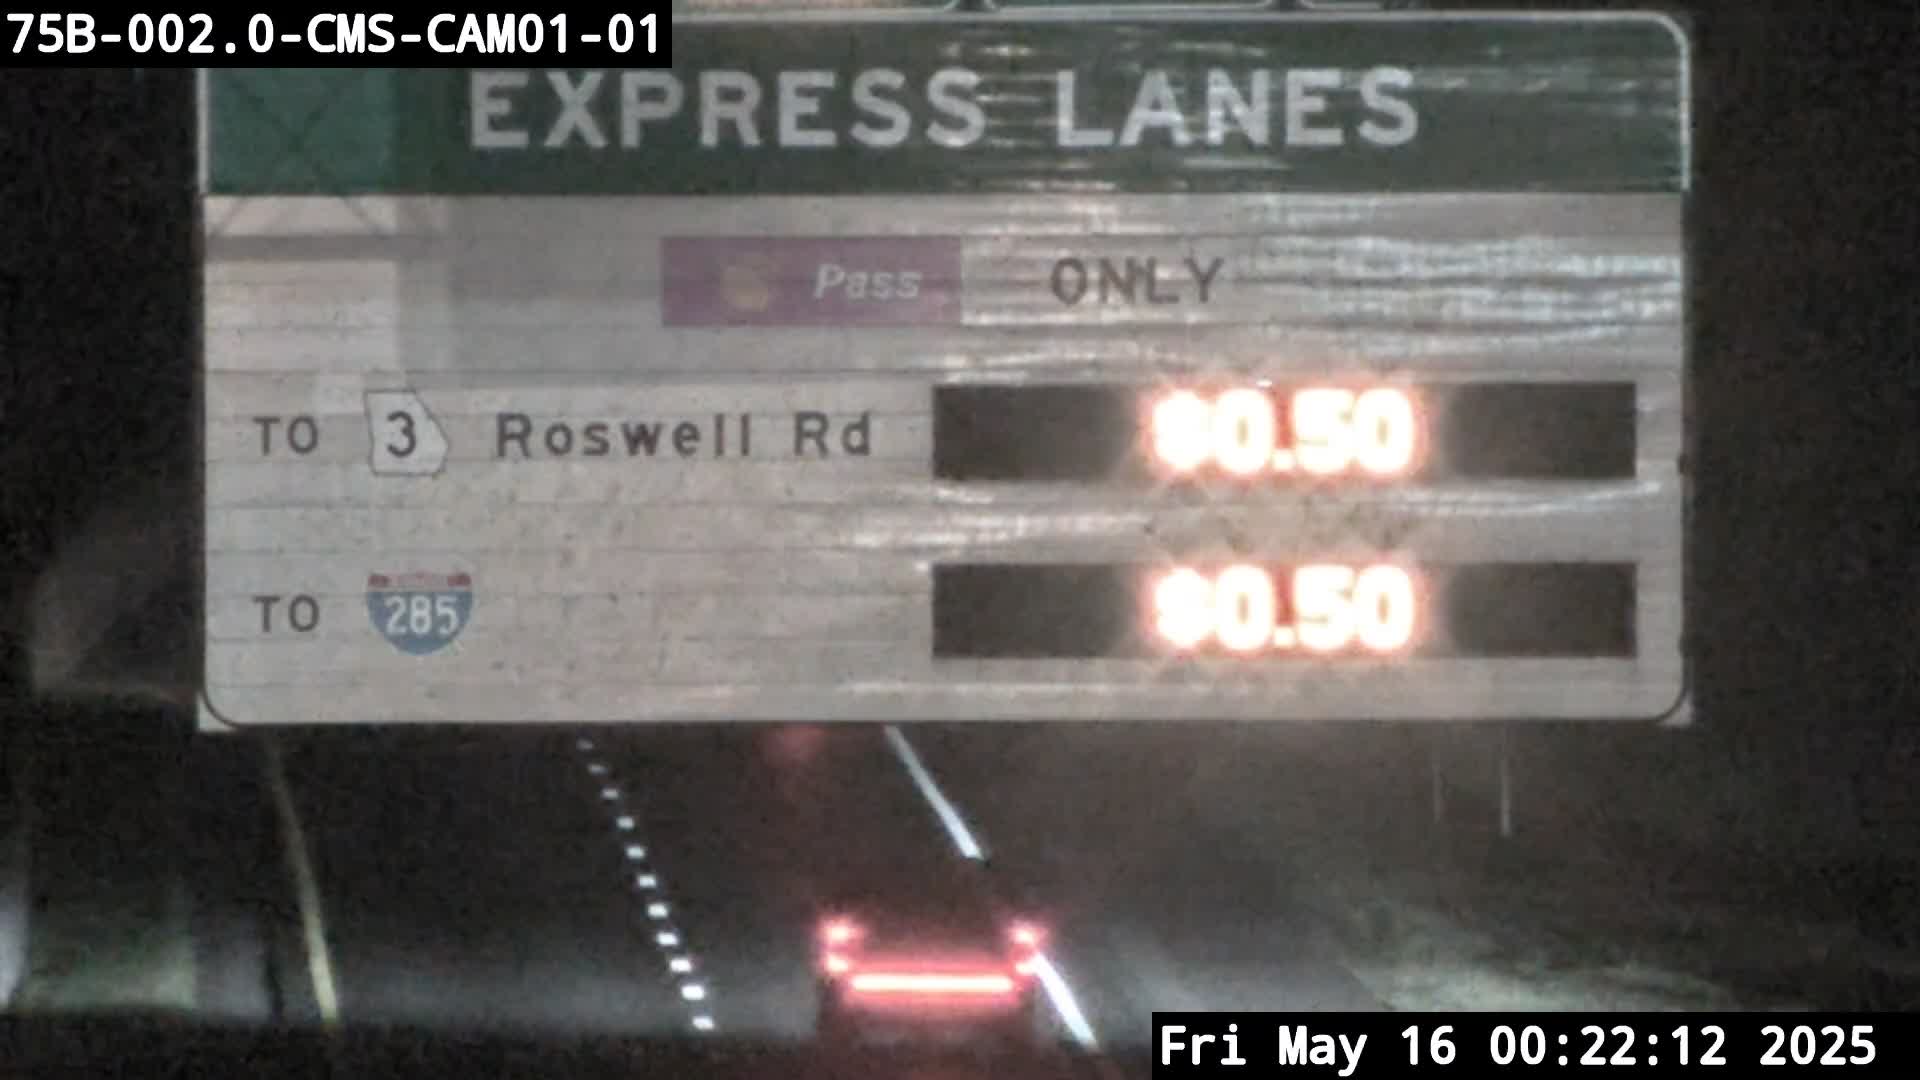 75B-002.0-CMS-CAM01-01
EXPRESS LANES
Pass ONLY
TO 3 Roswell Rd $0.50
TO 285 $0.50
Fri May 16 00:22:12 2025